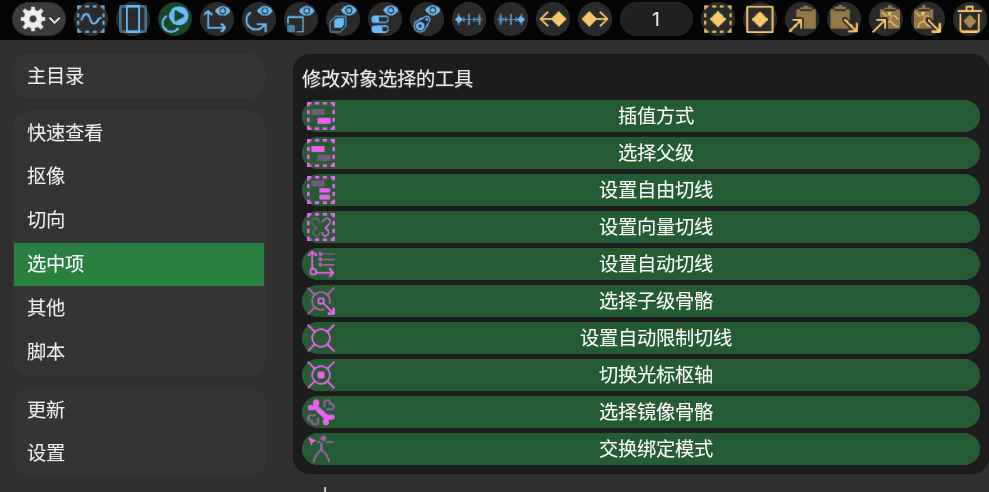 1
主目录
快速查看
抠像
切向
选中项
其他
脚本
更新
设置
修改对象选择的工具
插值方式
选择父级
设置自由切线
设置向量切线
设置自动切线
选择子级骨骼
设置自动限制切线
切换光标枢轴
选择镜像骨骼
交换绑定模式